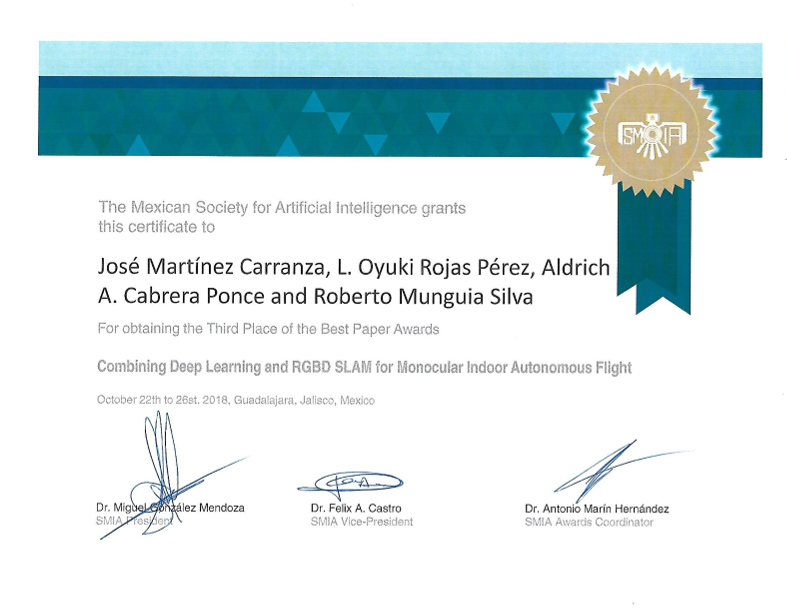 SMIA
The Mexican Society for Artificial Intelligence grants
this certificate to
José Martínez Carranza, L. Oyuki Rojas Pérez, Aldrich
A. Cabrera Ponce and Roberto Munguia Silva
For obtaining the Third Place of the Best Paper Awards
Combining Deep Learning and RGBD SLAM for Monocular Indoor Autonomous Flight
October 22th to 26st, 2018, Guadalajara, Jalisco, Mexico
Dr. Miguel González Mendoza
SMIA President
Dr. Felix A. Castro
SMIA Vice-President
Dr. Antonio Marín Hernández
SMIA Awards Coordinator